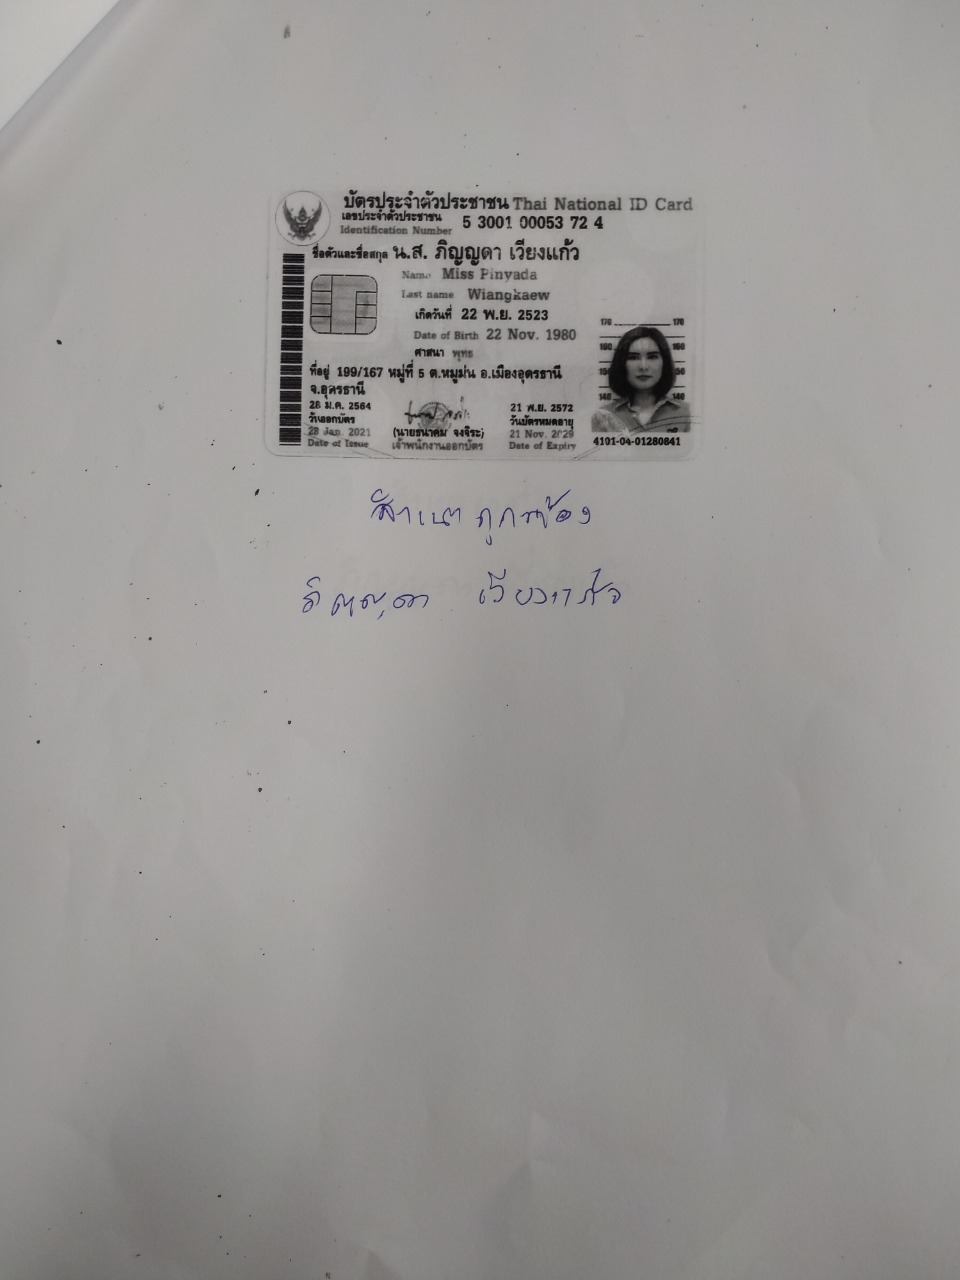 บัตรประจำตัวประชาชน Thai National ID Card
เลขประจำตัวประชาชน
Identification Number 5 3001 00053 72 4
ชื่อตัวและชื่อสกุล น.ส. ภิญญดา เวียงแก้ว
Name Miss Pinyada
Last name Wiangkaew
เกิดวันที่ 22 พ.ย. 2523
Date of Birth 22 Nov. 1980
ศาสนา พุทธ
ที่อยู่ 199/167 หมู่ที่ 5 ต.หมูม่น อ.เมืองอุดรธานี
จ.อุดรธานี
28 ม.ค. 2564
วันออกบัตร
28 Jan. 2021
Date of Issue
(นายธนาคม จงจิระ)
เจ้าพนักงานออกบัตร
21 พ.ย. 2572
วันบัตรหมดอายุ
21 Nov. 2029
Date of Expiry
170 170
160 160
150 150
140 140
4101-04-01280841
สำเนาถูกต้อง
ภิญญดา เวียงแก้ว